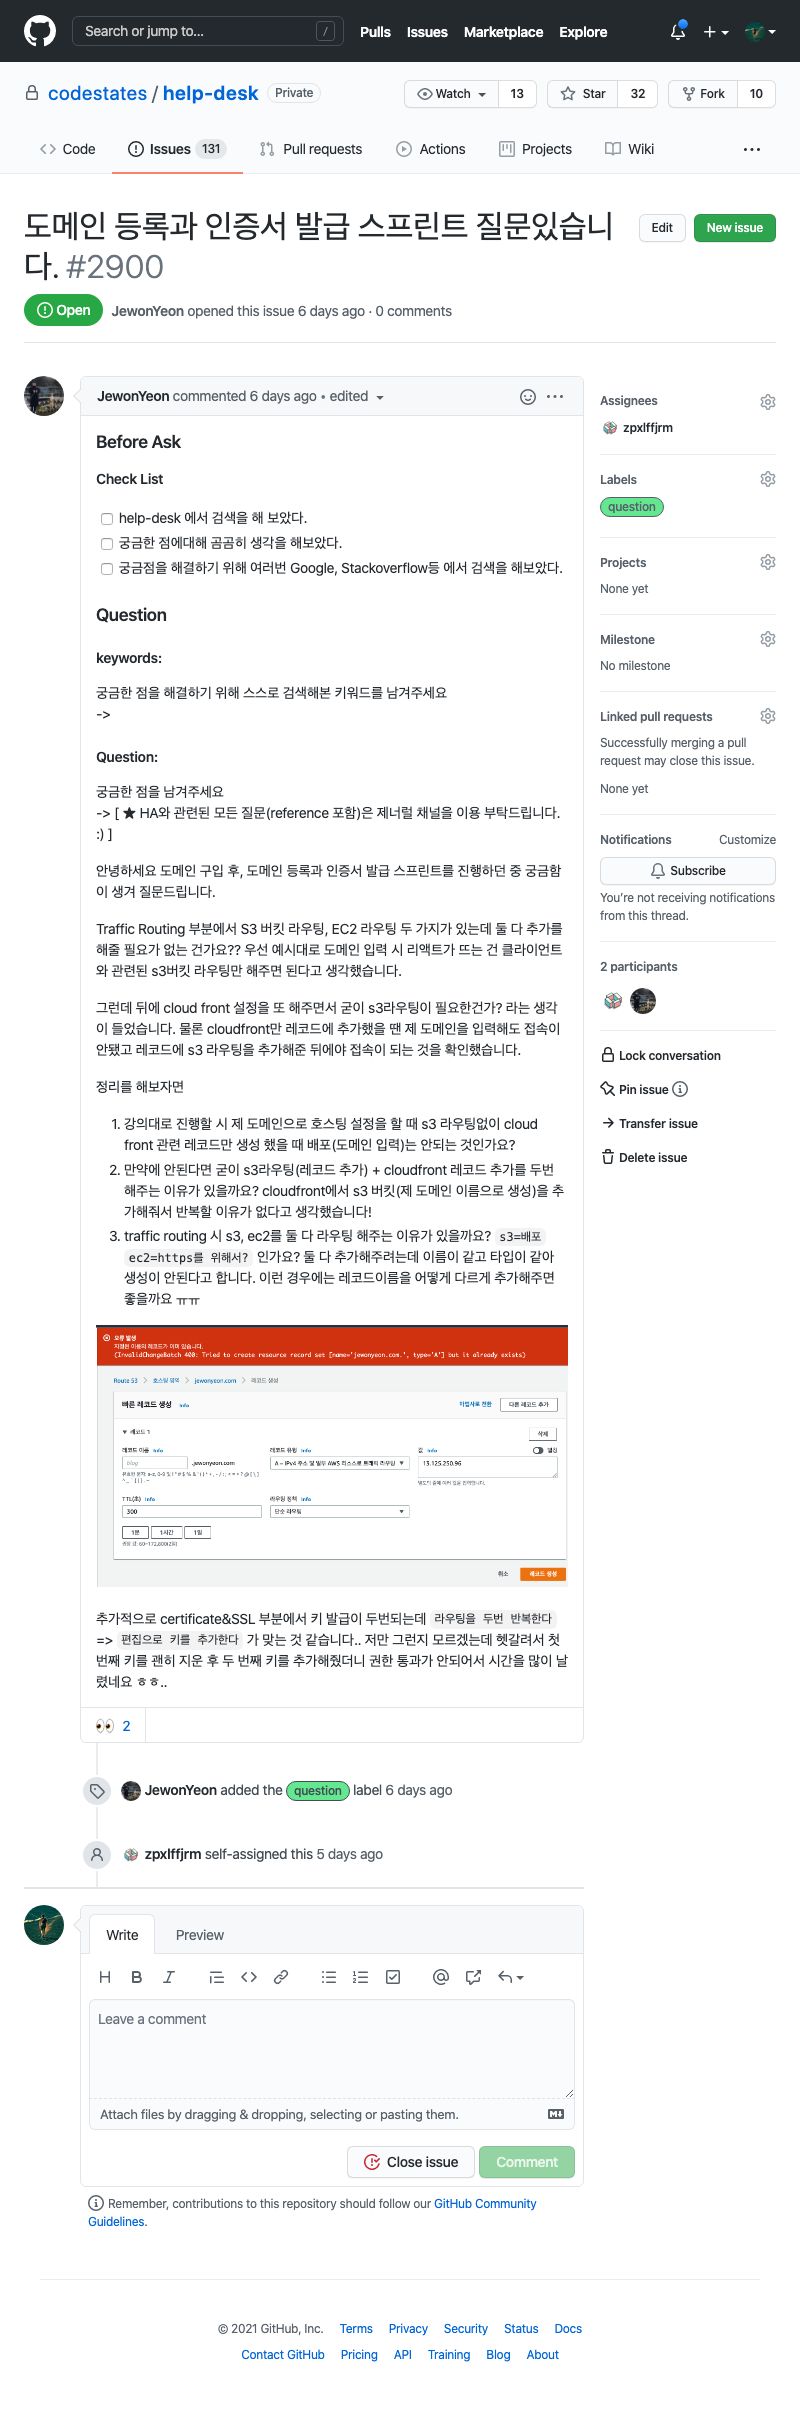 Search or jump to...
/
Pulls
Issues
Marketplace
Explore
codestates / help-desk
Private
Watch
13
Star
32
Fork
10
Code
Issues 131
Pull requests
Actions
Projects
Wiki
도메인 등록과 인증서 발급 스프린트 질문있습니
다. #2900
Edit
New issue
Open
JewonYeon opened this issue 6 days ago · 0 comments
JewonYeon commented 6 days ago • edited
Before Ask
Check List
help-desk 에서 검색을 해 보았다.
궁금한 점에대해 곰곰히 생각을 해보았다.
궁금점을 해결하기 위해 여러번 Google, Stackoverflow등 에서 검색을 해보았다.
Question
keywords:
궁금한 점을 해결하기 위해 스스로 검색해본 키워드를 남겨주세요
->
Question:
궁금한 점을 남겨주세요
-> [ ★ HA와 관련된 모든 질문(reference 포함)은 제너럴 채널을 이용 부탁드립니다.
:) ]
안녕하세요 도메인 구입 후, 도메인 등록과 인증서 발급 스프린트를 진행하던 중 궁금함
이 생겨 질문드립니다.
Traffic Routing 부분에서 S3 버킷 라우팅, EC2 라우팅 두 가지가 있는데 둘 다 추가를
해줄 필요가 없는 건가요?? 우선 예시대로 도메인 입력 시 리액트가 뜨는 건 클라이언트
와 관련된 s3버킷 라우팅만 해주면 된다고 생각했습니다.
그런데 뒤에 cloud front 설정을 또 해주면서 굳이 s3라우팅이 필요한건가? 라는 생각
이 들었습니다. 물론 cloudfront만 레코드에 추가했을 땐 제 도메인을 입력해도 접속이
안됐고 레코드에 s3 라우팅을 추가해준 뒤에야 접속이 되는 것을 확인했습니다.
정리를 해보자면
1. 강의대로 진행할 시 제 도메인으로 호스팅 설정을 할 때 s3 라우팅없이 cloud
front 관련 레코드만 생성 했을 때 배포(도메인 입력)는 안되는 것인가요?
2. 만약에 안된다면 굳이 s3라우팅(레코드 추가) + cloudfront 레코드 추가를 두번
해주는 이유가 있을까요? cloudfront에서 s3 버킷(제 도메인 이름으로 생성)을 추
가해줘서 반복할 이유가 없다고 생각했습니다!
3. traffic routing 시 s3, ec2를 둘 다 라우팅 해주는 이유가 있을까요? s3=배포
ec2=https를 위해서? 인가요? 둘 다 추가해주려는데 이름이 같고 타입이 같아
생성이 안된다고 합니다. 이런 경우에는 레코드이름을 어떻게 다르게 추가해주면
좋을까요 ㅠㅠ
오류 발생
지정된 이름의 레코드가 이미 있습니다.
(InvalidChangeBatch 400: Tried to create resource record set [name='jewonyeon.com.', type='A'] but it already exists)
Route 53 > 호스팅 영역 > jewonyeon.com > 레코드 생성
빠른 레코드 생성 Info
마법사로 전환
다른 레코드 추가
▼ 레코드 1
삭제
레코드 이름 Info
레코드 유형 Info
값 Info
별칭
blog
.jewonyeon.com
A – IPv4 주소 및 일부 AWS 리소스로 트래픽 라우팅
13.125.250.96
TTL(초) Info
라우팅 정책 Info
300
단순 라우팅
1분
1시간
1일
권장 값: 60~172,800(2일)
취소
레코드 생성
추가적으로 certificate&SSL 부분에서 키 발급이 두번되는데 라우팅을 두번 반복한다
=> 편집으로 키를 추가한다 가 맞는 것 같습니다.. 저만 그런지 모르겠는데 헷갈려서 첫
번째 키를 괜히 지운 후 두 번째 키를 추가해줬더니 권한 통과가 안되어서 시간을 많이 날
렸네요 ㅎㅎ..
👀 2
JewonYeon added the question label 6 days ago
zpxlffjrm self-assigned this 5 days ago
Assignees
zpxlffjrm
Labels
question
Projects
None yet
Milestone
No milestone
Linked pull requests
Successfully merging a pull
request may close this issue.
None yet
Notifications
Customize
Subscribe
You're not receiving notifications
from this thread.
2 participants
Lock conversation
Pin issue
Transfer issue
Delete issue
Write
Preview
Leave a comment
Attach files by dragging & dropping, selecting or pasting them.
Close issue
Comment
Remember, contributions to this repository should follow our GitHub Community
Guidelines.
© 2021 GitHub, Inc.
Terms
Privacy
Security
Status
Docs
Contact GitHub
Pricing
API
Training
Blog
About